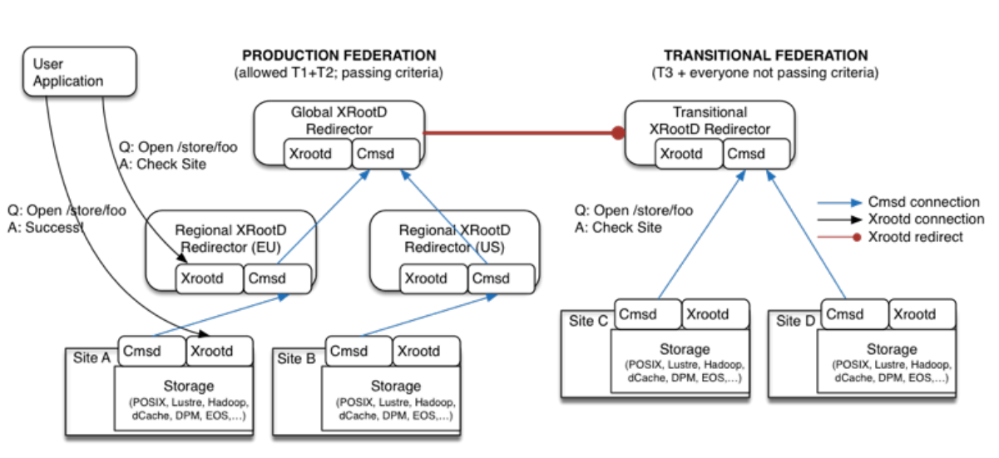 User
Application
PRODUCTION FEDERATION
(allowed T1+T2; passing criteria)
TRANSITIONAL FEDERATION
(T3 + everyone not passing criteria)
Global XRootD
Redirector
Xrootd
Cmsd
Transitional
XRootD Redirector
Xrootd
Cmsd
Q: Open /store/foo
A: Check Site
Q: Open /store/foo
A: Success!
Regional XRootD
Redirector (EU)
Xrootd
Cmsd
Regional XRootD
Redirector (US)
Xrootd
Cmsd
Q: Open /store/foo
A: Check Site
Cmsd connection
Xrootd connection
Xrootd redirect
Site A
Cmsd
Xrootd
Storage
(POSIX, Lustre, Hadoop,
dCache, DPM, EOS,...)
Site B
Cmsd
Xrootd
Storage
(POSIX, Lustre, Hadoop,
dCache, DPM, EOS,...)
Site C
Cmsd
Xrootd
Storage
(POSIX, Lustre, Hadoop,
dCache, DPM, EOS,...)
Site D
Cmsd
Xrootd
Storage
(POSIX, Lustre, Hadoop,
dCache, DPM, EOS,...)